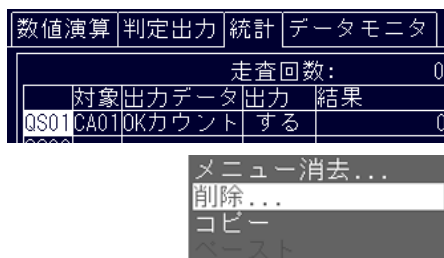 数値演算 判定出力 統計 データモニタ
走査回数: 0
対象 出力データ 出力 結果
QS01 CA01 OKカウント する 0
メニュー消去...
削除...
コピー
ペースト